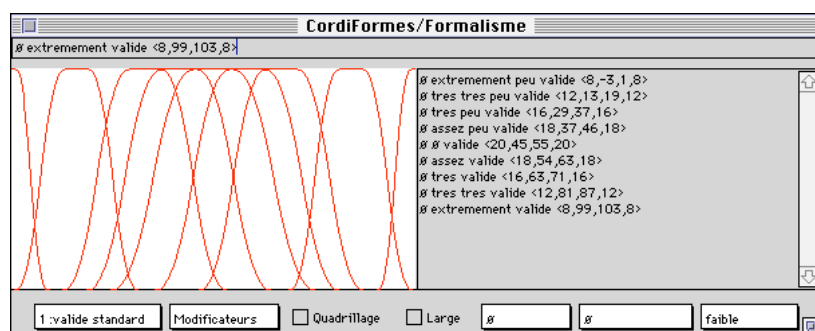 CordiFormes/Formalisme
ø extremement valide <8,99,103,8>
ø extremement peu valide <8,-3,1,8>
ø tres tres peu valide <12,13,19,12>
ø tres peu valide <16,29,37,16>
ø assez peu valide <18,37,46,18>
ø ø valide <20,45,55,20>
ø assez valide <18,54,63,18>
ø tres valide <16,63,71,16>
ø tres tres valide <12,81,87,12>
ø extremement valide <8,99,103,8>
1 :valide standard Modificateurs Quadrillage Large ø ø faible